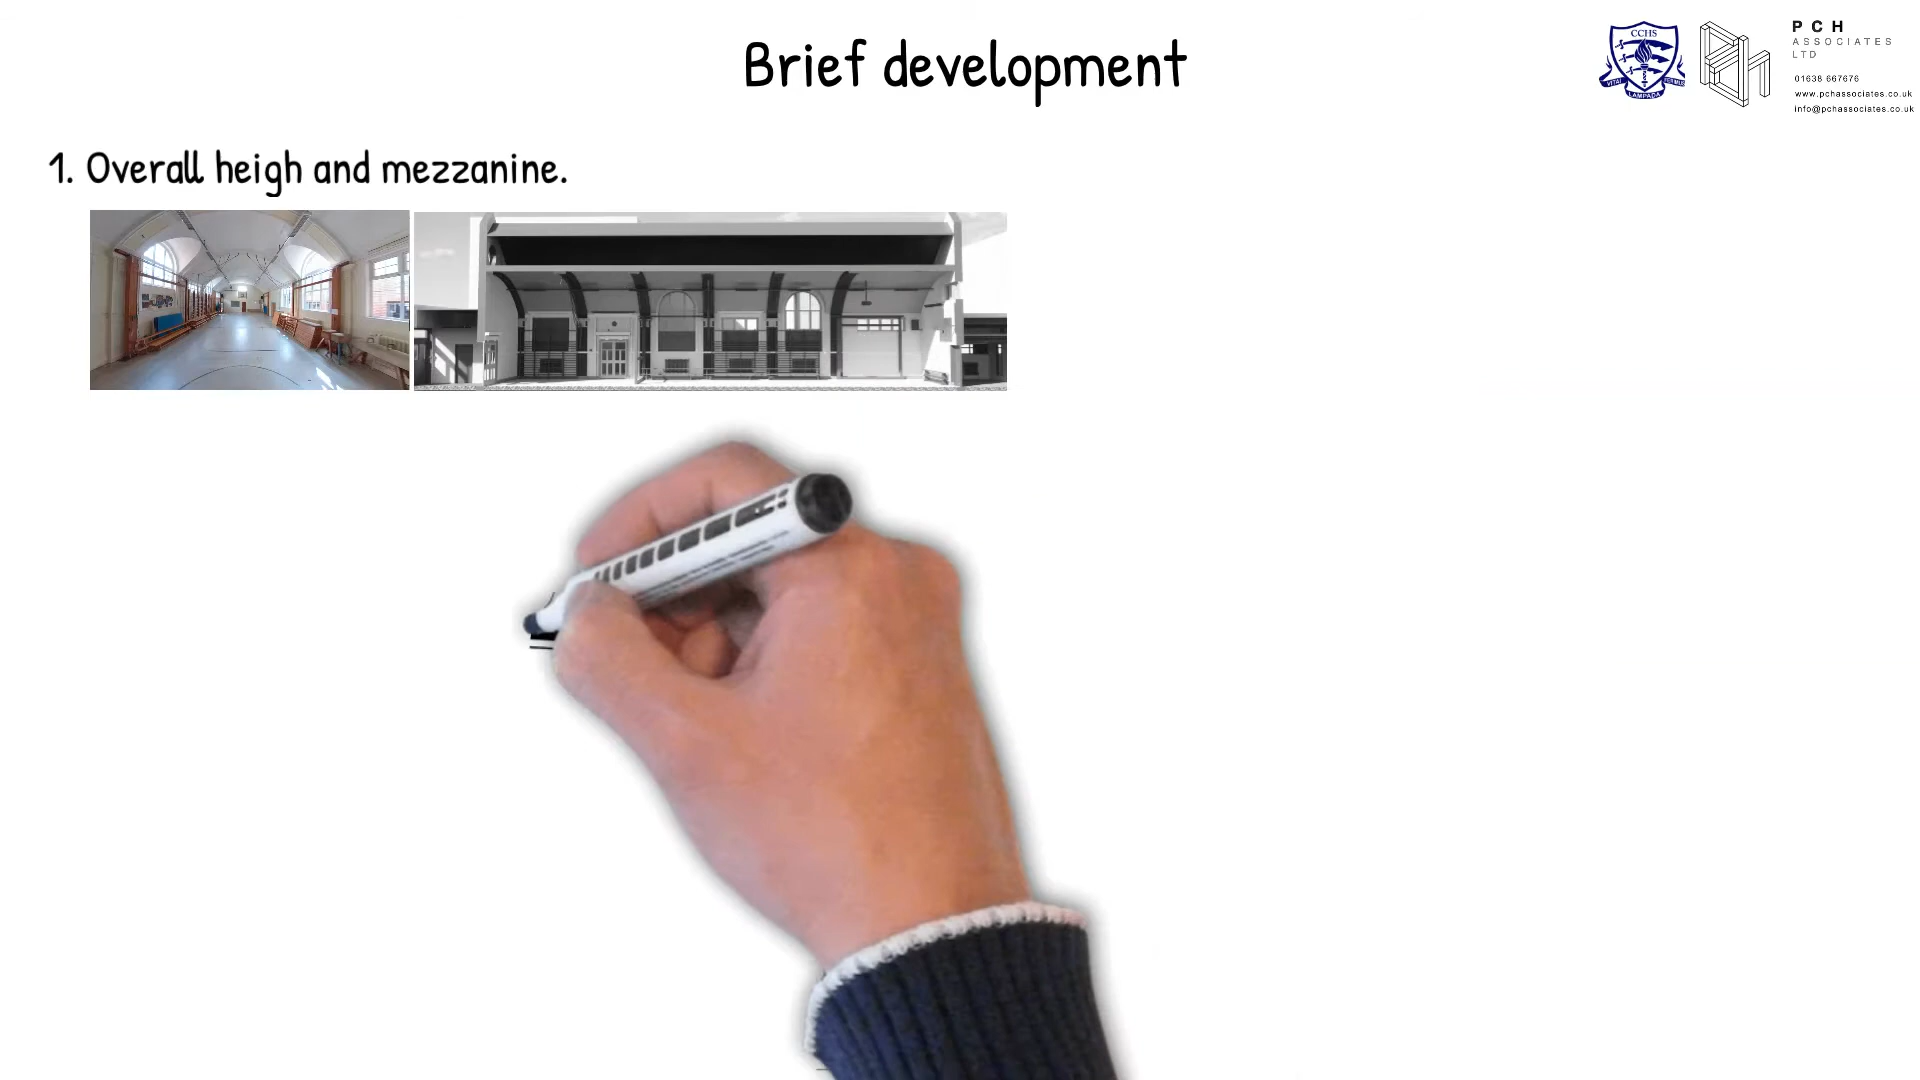 Brief development
CCHS
LAMPADA
PCH
ASSOCIATES
LTD
01638 667676
www.pchassociates.co.uk
info@pchassociates.co.uk
1. Overall heigh and mezzanine.